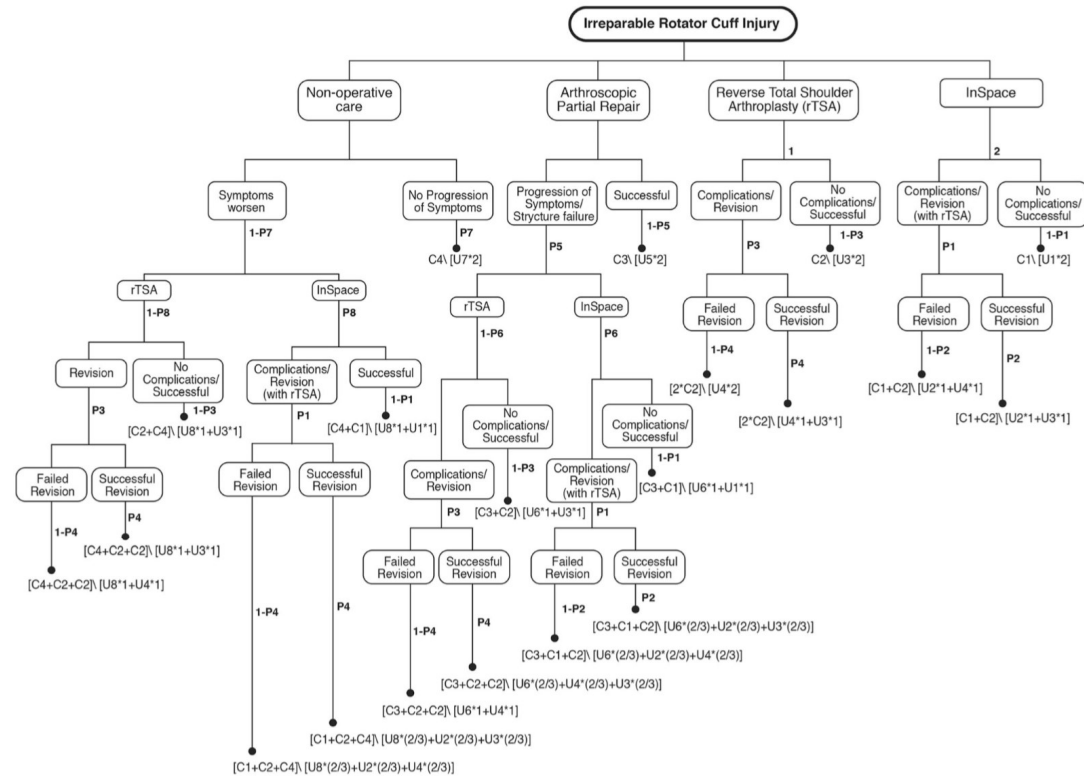 Irreparable Rotator Cuff Injury
Non-operative
care
Arthroscopic
Partial Repair
Reverse Total Shoulder
Arthroplasty (rTSA)
InSpace
1
2
Symptoms
worsen
No Progression
of Symptoms
Progression of
Symptoms/
Strycture failure
Successful
Complications/
Revision
No
Complications/
Successful
Complications/
Revision
(with rTSA)
No
Complications/
Successful
1-P7
P7
C4\ [U7*2]
P5
1-P5
C3\ [U5*2]
P3
1-P3
C2\ [U3*2]
P1
1-P1
C1\ [U1*2]
rTSA
InSpace
rTSA
InSpace
Failed
Revision
Successful
Revision
Failed
Revision
Successful
Revision
1-P8
P8
1-P6
P6
1-P4
P4
1-P2
P2
[2*C2]\ [U4*2]
[2*C2]\ [U4*1+U3*1]
[C1+C2]\ [U2*1+U4*1]
[C1+C2]\ [U2*1+U3*1]
Revision
No
Complications/
Successful
Complications/
Revision
(with rTSA)
Successful
P3
1-P3
[C2+C4]\ [U8*1+U3*1]
P1
1-P1
[C4+C1]\ [U8*1+U1*1]
Complications/
Revision
No
Complications/
Successful
Complications/
Revision
(with rTSA)
No
Complications/
Successful
P3
1-P3
[C3+C2]\ [U6*1+U3*1]
P1
1-P1
[C3+C1]\ [U6*1+U1*1]
Failed
Revision
Successful
Revision
Failed
Revision
Successful
Revision
1-P4
P4
[C4+C2+C2]\ [U8*1+U3*1]
[C4+C2+C2]\ [U8*1+U4*1]
1-P4
P4
Failed
Revision
Successful
Revision
Failed
Revision
Successful
Revision
1-P4
P4
1-P2
P2
[C3+C1+C2]\ [U6*(2/3)+U2*(2/3)+U3*(2/3)]
[C3+C1+C2]\ [U6*(2/3)+U2*(2/3)+U4*(2/3)]
[C3+C2+C2]\ [U6*(2/3)+U4*(2/3)+U3*(2/3)]
[C3+C2+C2]\ [U6*1+U4*1]
[C1+C2+C4]\ [U8*(2/3)+U2*(2/3)+U3*(2/3)]
[C1+C2+C4]\ [U8*(2/3)+U2*(2/3)+U4*(2/3)]